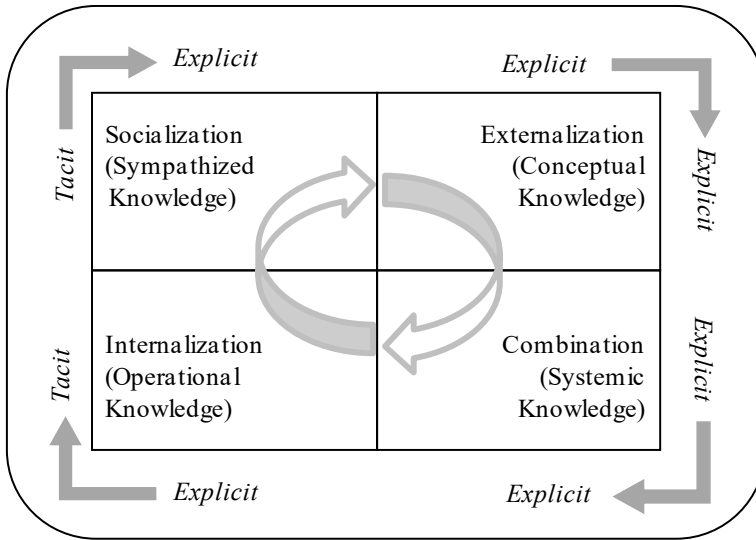 Explicit
Explicit
Tacit
Explicit
Socialization
(Sympathized
Knowledge)
Externalization
(Conceptual
Knowledge)
Tacit
Explicit
Internalization
(Operational
Knowledge)
Combination
(Systemic
Knowledge)
Explicit
Explicit